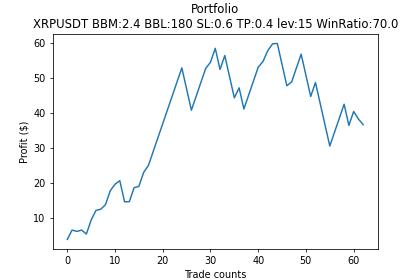 Portfolio
XRPUSDT BBM:2.4 BBL:180 SL:0.6 TP:0.4 lev:15 WinRatio:70.0
60
50
40
30
20
10
Profit ($)
0 10 20 30 40 50 60
Trade counts